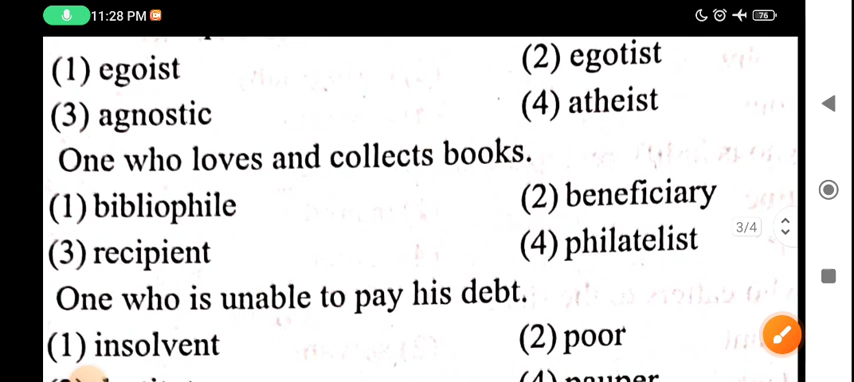 11:28 PM
76
(1) egoist (2) egotist
(3) agnostic (4) atheist
One who loves and collects books.
(1) bibliophile (2) beneficiary
3/4
(3) recipient (4) philatelist
One who is unable to pay his debt.
(1) insolvent (2) poor